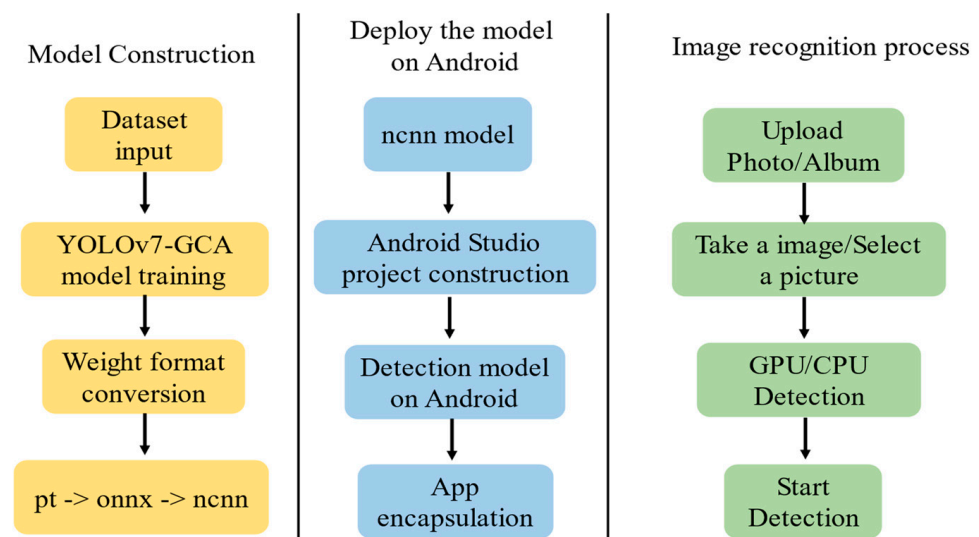 Model Construction
Dataset
input
YOLOv7-GCA
model training
Weight format
conversion
pt -> onnx -> ncnn
Deploy the model
on Android
ncnn model
Android Studio
project construction
Detection model
on Android
App
encapsulation
Image recognition process
Upload
Photo/Album
Take a image/Select
a picture
GPU/CPU
Detection
Start
Detection